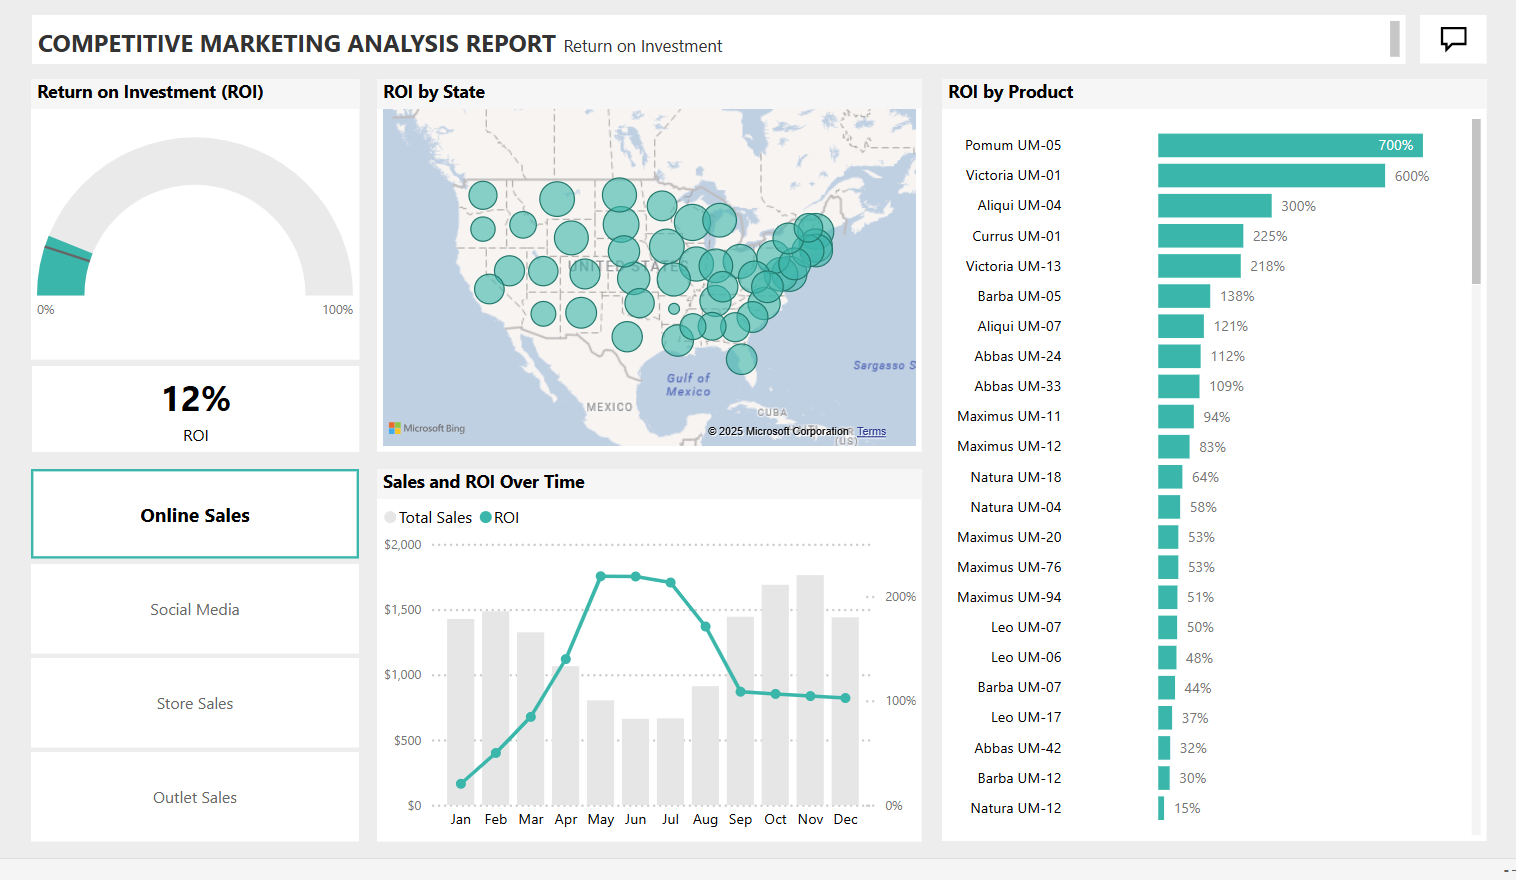 COMPETITIVE MARKETING ANALYSIS REPORT Return on Investment
Return on Investment (ROI)
0%
100%
12%
ROI
Online Sales
Social Media
Store Sales
Outlet Sales
ROI by State
UNITED STATES
Gulf of
Mexico
Sargasso S
MEXICO
CUBA
(US)
Microsoft Bing
© 2025 Microsoft Corporation Terms
Sales and ROI Over Time
Total Sales ROI
$2,000
$1,500
$1,000
$500
$0
200%
100%
0%
Jan Feb Mar Apr May Jun Jul Aug Sep Oct Nov Dec
ROI by Product
Pomum UM-05 700%
Victoria UM-01 600%
Aliqui UM-04 300%
Currus UM-01 225%
Victoria UM-13 218%
Barba UM-05 138%
Aliqui UM-07 121%
Abbas UM-24 112%
Abbas UM-33 109%
Maximus UM-11 94%
Maximus UM-12 83%
Natura UM-18 64%
Natura UM-04 58%
Maximus UM-20 53%
Maximus UM-76 53%
Maximus UM-94 51%
Leo UM-07 50%
Leo UM-06 48%
Barba UM-07 44%
Leo UM-17 37%
Abbas UM-42 32%
Barba UM-12 30%
Natura UM-12 15%